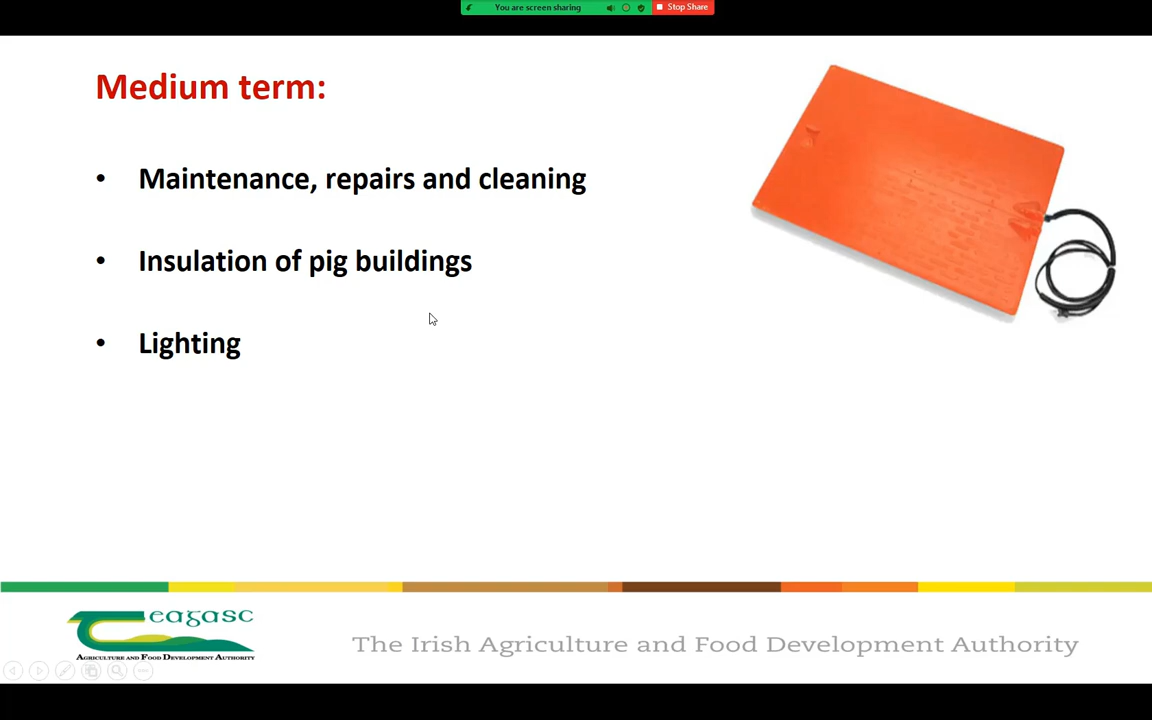 You are screen sharing
Stop Share
Medium term:
• Maintenance, repairs and cleaning
• Insulation of pig buildings
• Lighting
eagasc
AGRICULTURE AND FOOD DEVELOPMENT AUTHORITY
The Irish Agriculture and Food Development Authority